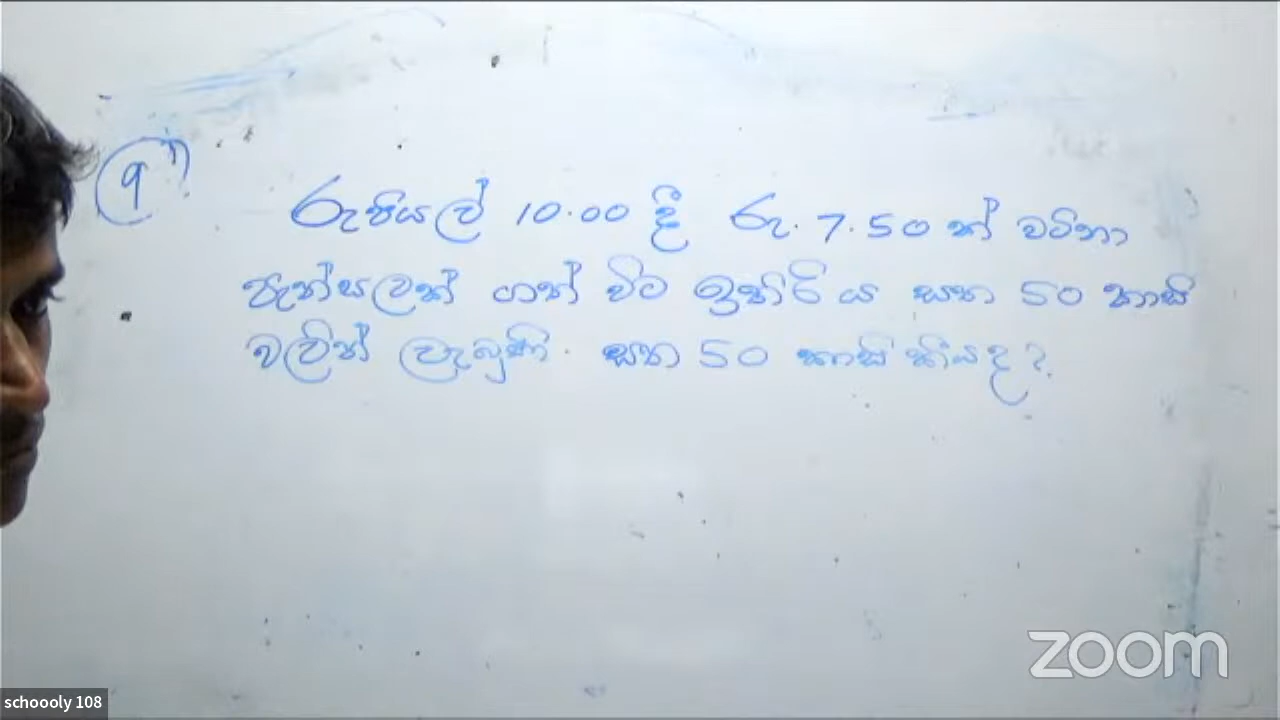 9
රුපියල් 10.00 දී රු. 7.50 ක් වටිනා
පැන්සලක් ගත් විට ඉතිරිය සත 50 කාසි
වලින් ලැබුණි. සත 50 කාසි කීයද?
zoom
schoooly 108